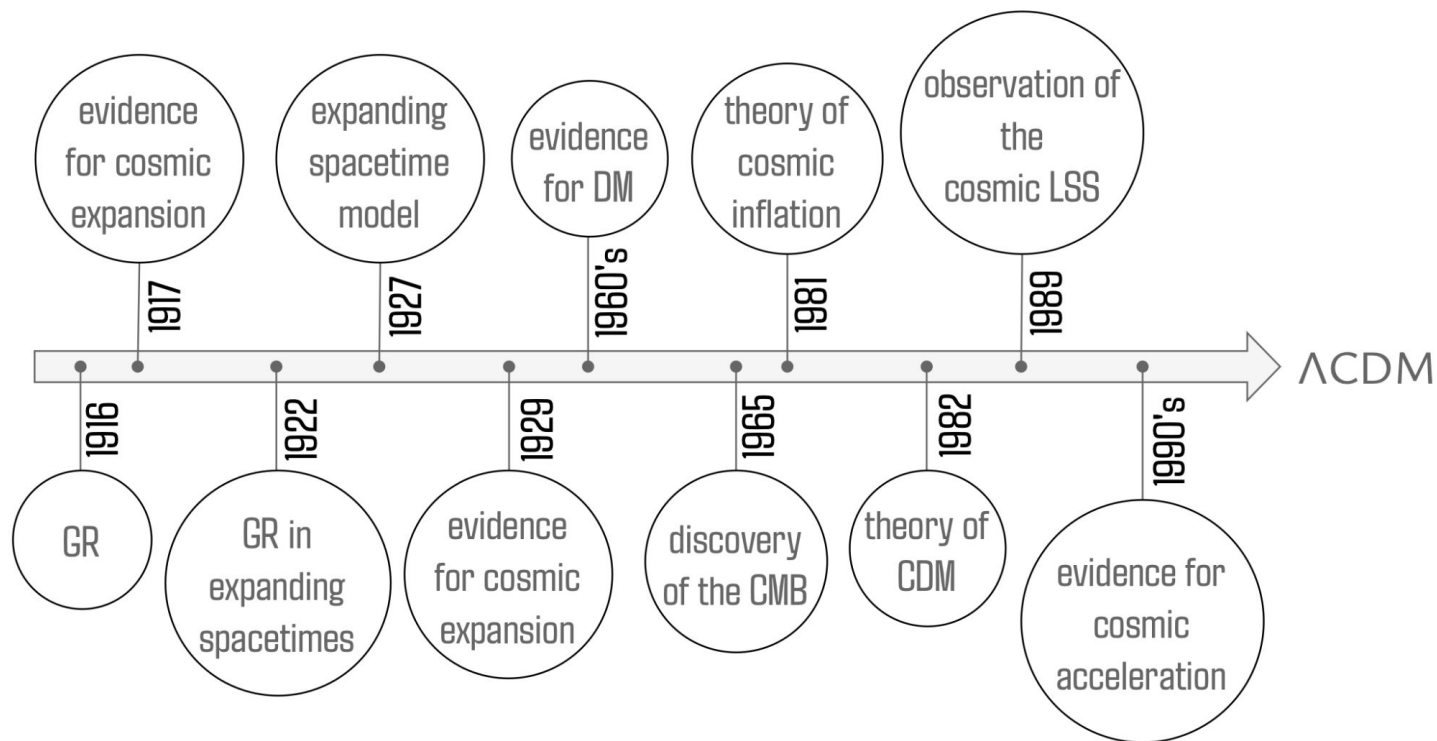 evidence
for cosmic
expansion
expanding
spacetime
model
evidence
for DM
theory of
cosmic
inflation
observation of
the
cosmic LSS
1917
1927
1960's
1981
1989
ΛCDM
1916
1922
1929
1965
1982
1990's
GR
GR in
expanding
spacetimes
evidence
for cosmic
expansion
discovery
of the CMB
theory of
CDM
evidence for
cosmic
acceleration